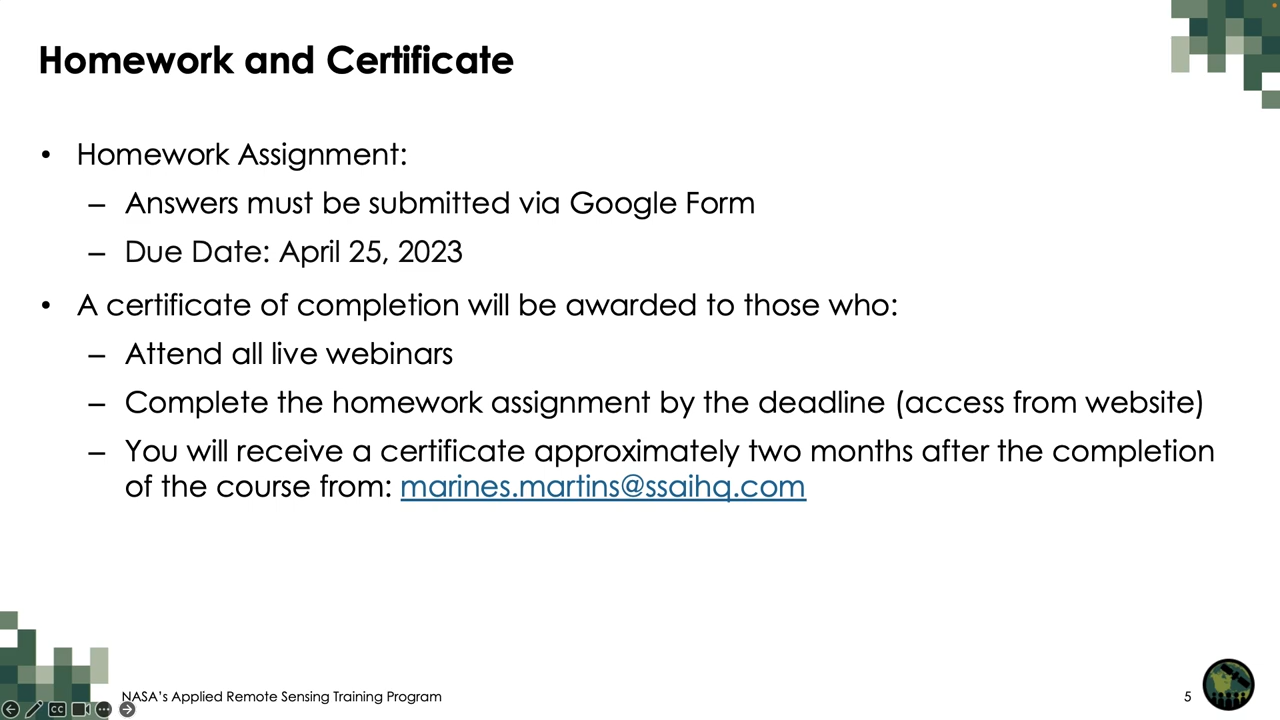 Homework and Certificate
• Homework Assignment:
– Answers must be submitted via Google Form
– Due Date: April 25, 2023
• A certificate of completion will be awarded to those who:
– Attend all live webinars
– Complete the homework assignment by the deadline (access from website)
– You will receive a certificate approximately two months after the completion
of the course from: marines.martins@ssaihq.com
NASA's Applied Remote Sensing Training Program
5
CC